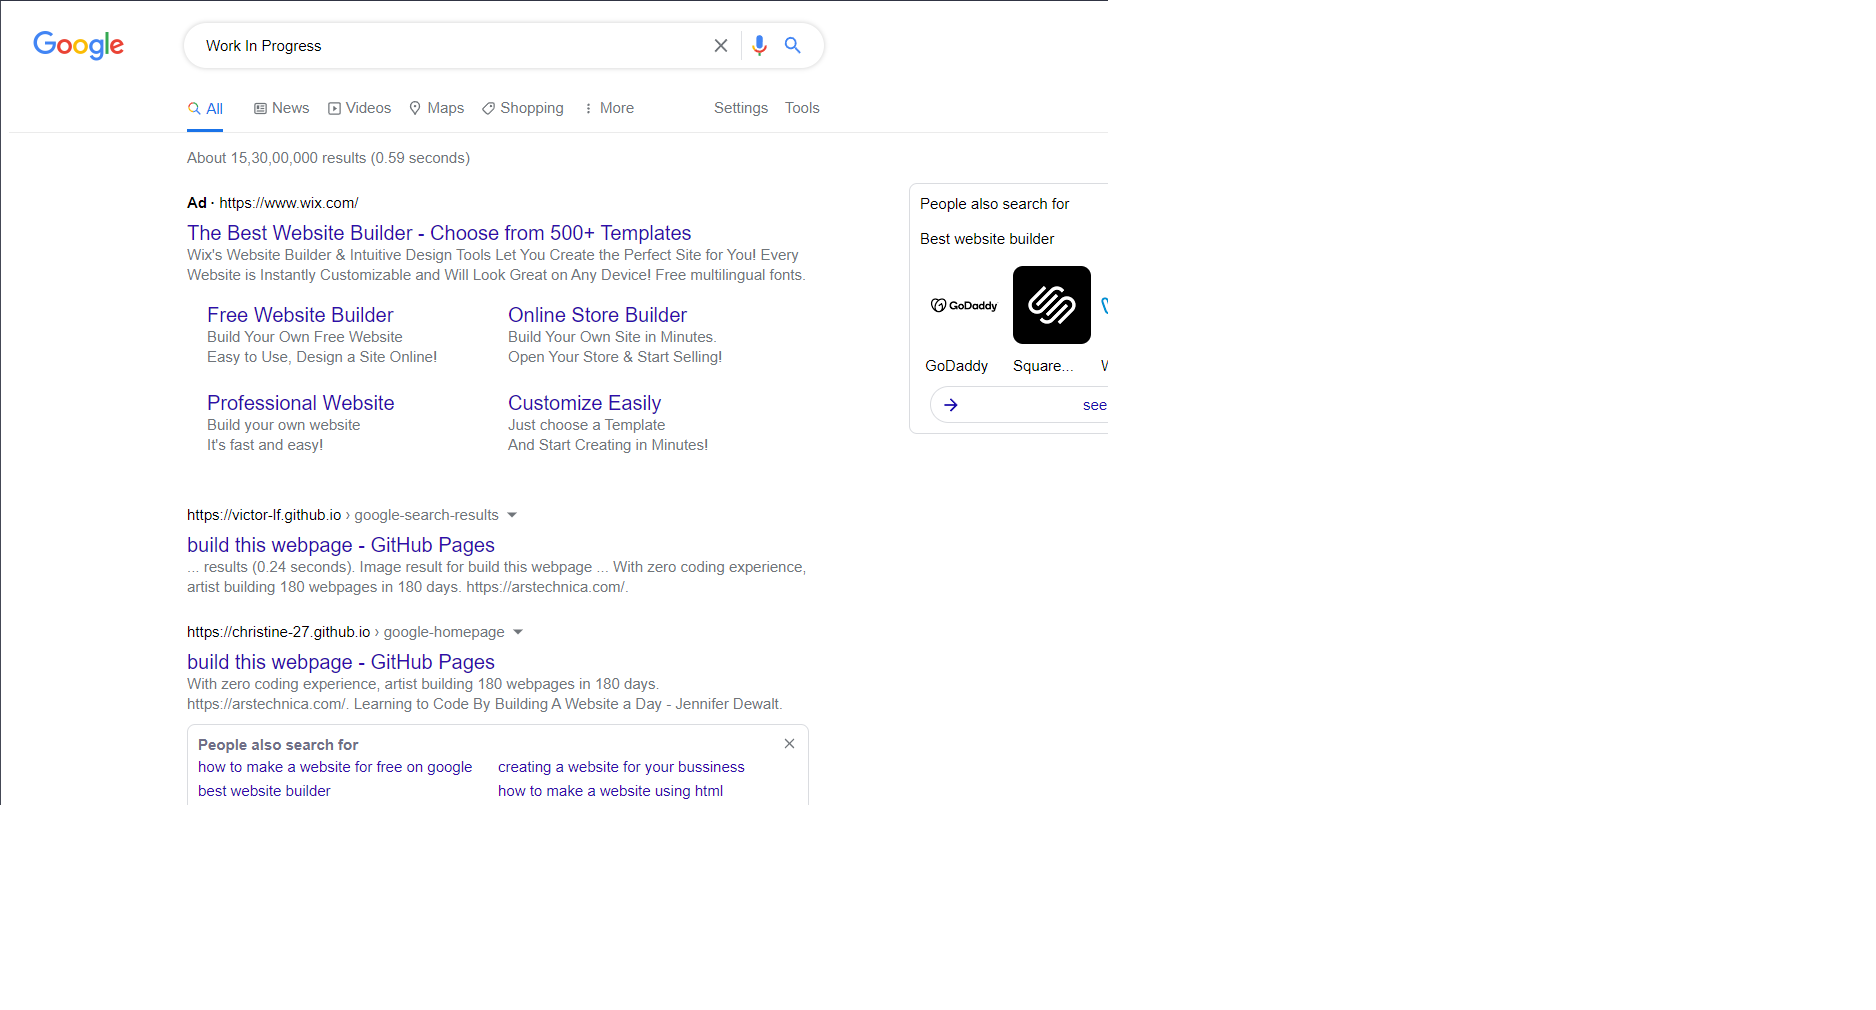 Google
Work In Progress
All
News
Videos
Maps
Shopping
More
Settings
Tools
About 15,30,00,000 results (0.59 seconds)
Ad · https://www.wix.com/
The Best Website Builder - Choose from 500+ Templates
Wix's Website Builder & Intuitive Design Tools Let You Create the Perfect Site for You! Every
Website is Instantly Customizable and Will Look Great on Any Device! Free multilingual fonts.
Free Website Builder
Build Your Own Free Website
Easy to Use, Design a Site Online!
Online Store Builder
Build Your Own Site in Minutes.
Open Your Store & Start Selling!
Professional Website
Build your own website
It's fast and easy!
Customize Easily
Just choose a Template
And Start Creating in Minutes!
https://victor-lf.github.io › google-search-results
build this webpage - GitHub Pages
... results (0.24 seconds). Image result for build this webpage ... With zero coding experience,
artist building 180 webpages in 180 days. https://arstechnica.com/.
https://christine-27.github.io › google-homepage
build this webpage - GitHub Pages
With zero coding experience, artist building 180 webpages in 180 days.
https://arstechnica.com/. Learning to Code By Building A Website a Day - Jennifer Dewalt.
People also search for
how to make a website for free on google
creating a website for your bussiness
best website builder
how to make a website using html
People also search for
Best website builder
GoDaddy
GoDaddy
Square...
see